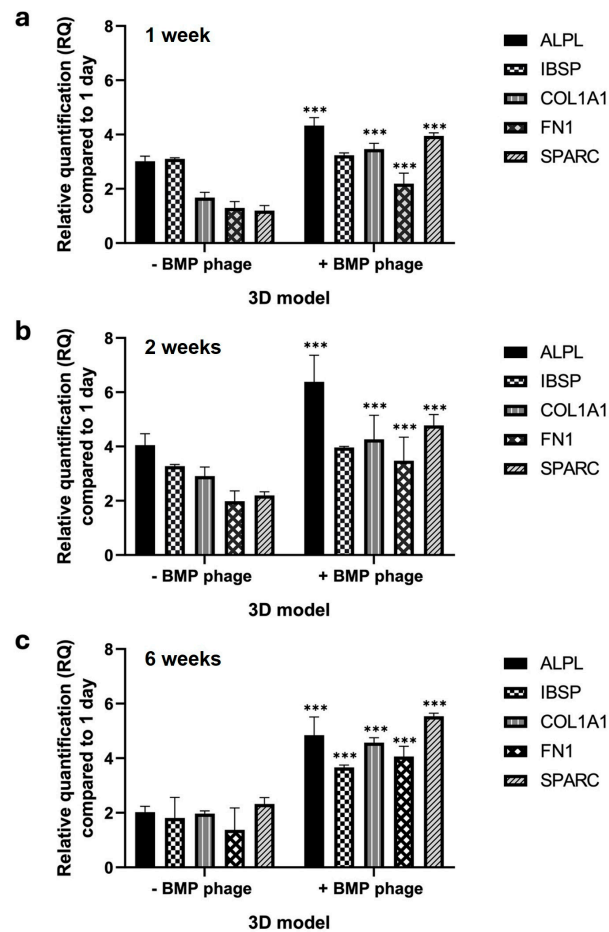 a
1 week
Relative quantification (RQ)
compared to 1 day
8
6
4
2
0
***
***
***
***
- BMP phage
+ BMP phage
3D model
ALPL
IBSP
COL1A1
FN1
SPARC
b
2 weeks
Relative quantification (RQ)
compared to 1 day
8
6
4
2
0
***
***
***
***
- BMP phage
+ BMP phage
3D model
ALPL
IBSP
COL1A1
FN1
SPARC
c
6 weeks
Relative quantification (RQ)
compared to 1 day
8
6
4
2
0
***
***
***
***
***
- BMP phage
+ BMP phage
3D model
ALPL
IBSP
COL1A1
FN1
SPARC